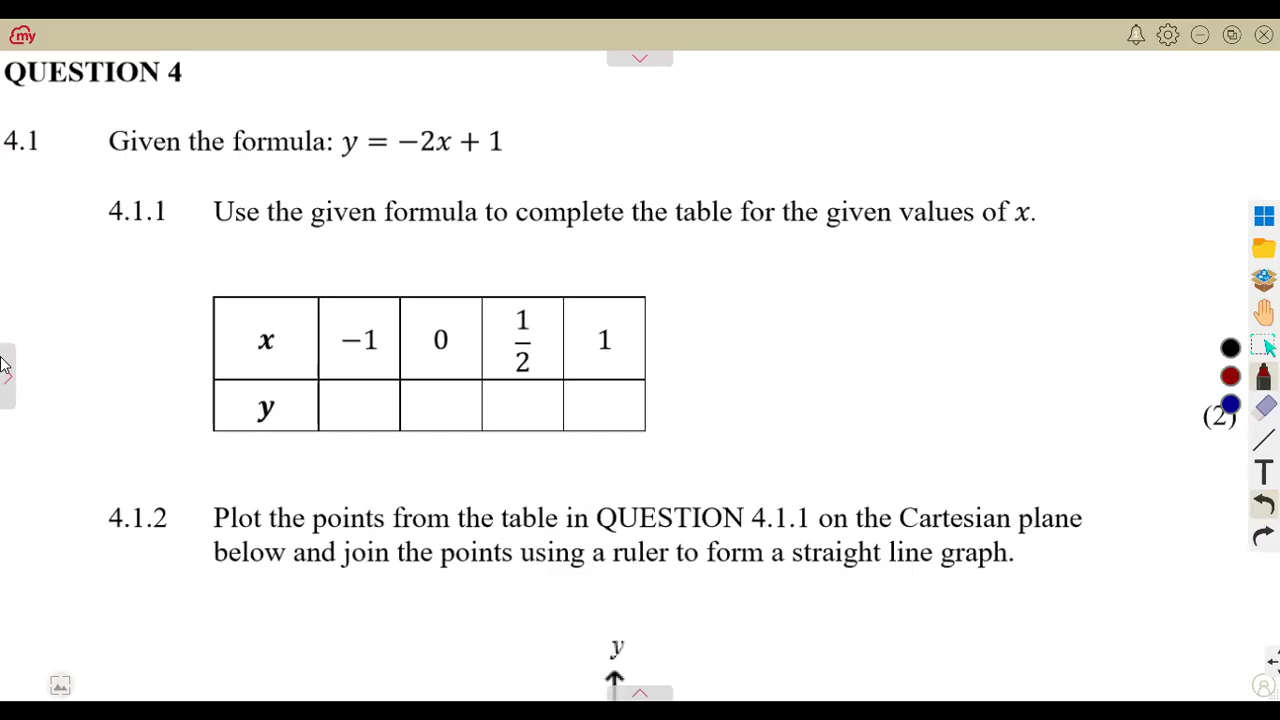 my
QUESTION 4
4.1 Given the formula: y = −2x + 1
4.1.1 Use the given formula to complete the table for the given values of x.
x −1 0 1/2 1
y
(2)
4.1.2 Plot the points from the table in QUESTION 4.1.1 on the Cartesian plane
below and join the points using a ruler to form a straight line graph.
y
T